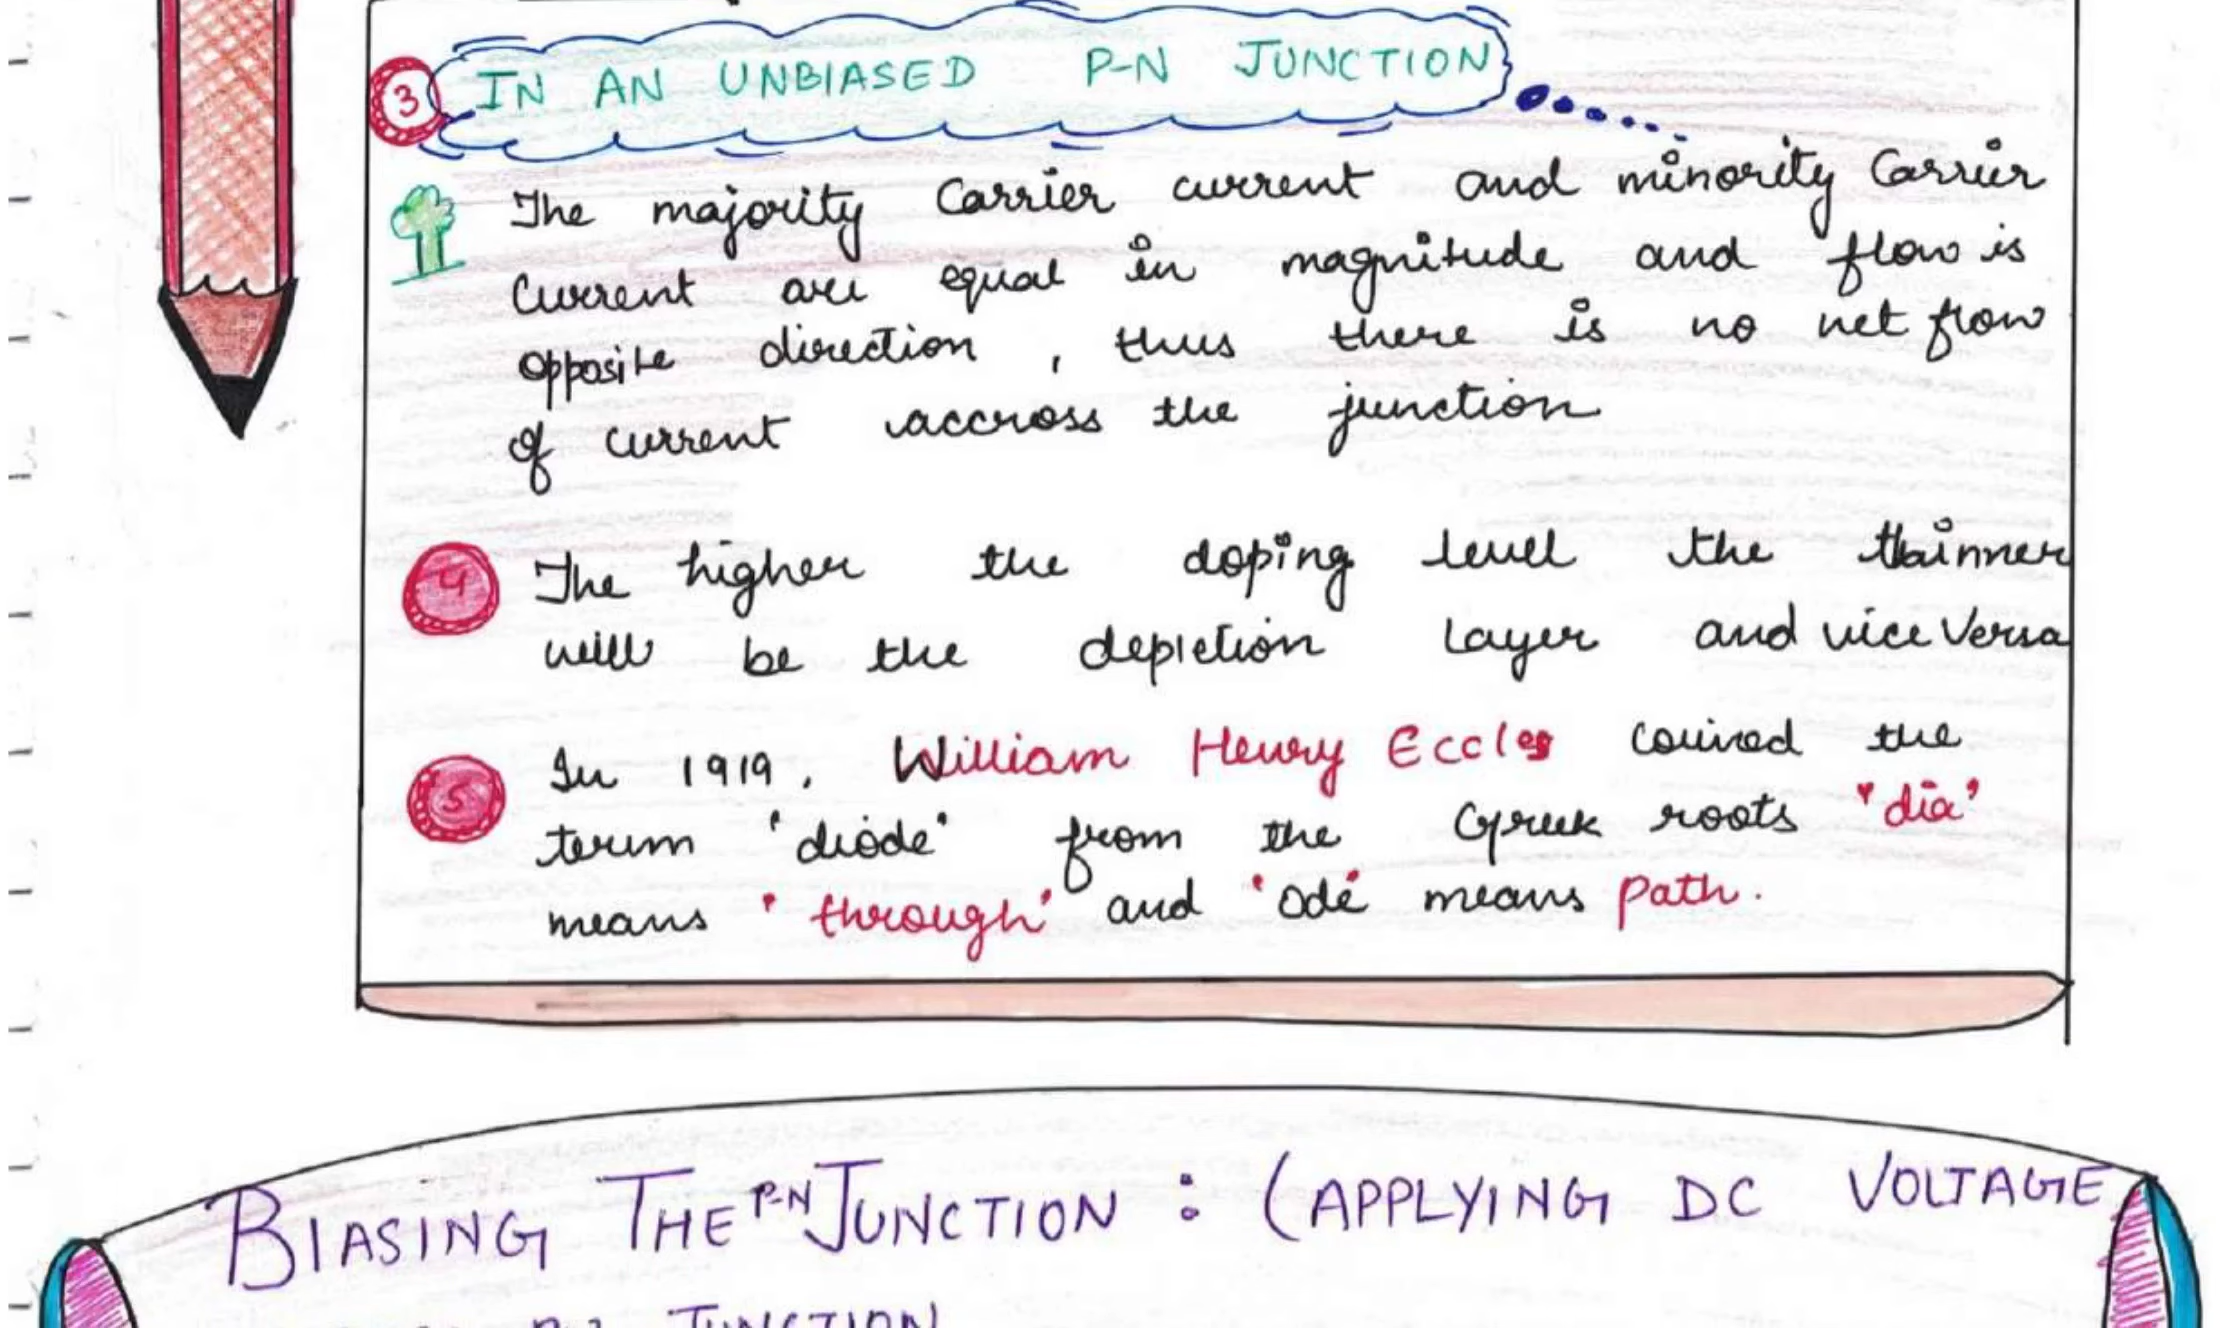 3 IN AN UNBIASED P-N JUNCTION
The majority Carrier current and minority Carrier
Current are equal in magnitude and flow is
opposite direction, thus there is no net flow
of current accross the junction
4 The higher the doping level the thinner
will be the depletion Layer and vice versa
5 In 1919, William Henry Eccles coined the
term 'diode' from the Greek roots "dia"
means 'through' and 'ode' means path.
BIASING THE P-N JUNCTION : (APPLYING DC VOLTAGE
JUNCTION